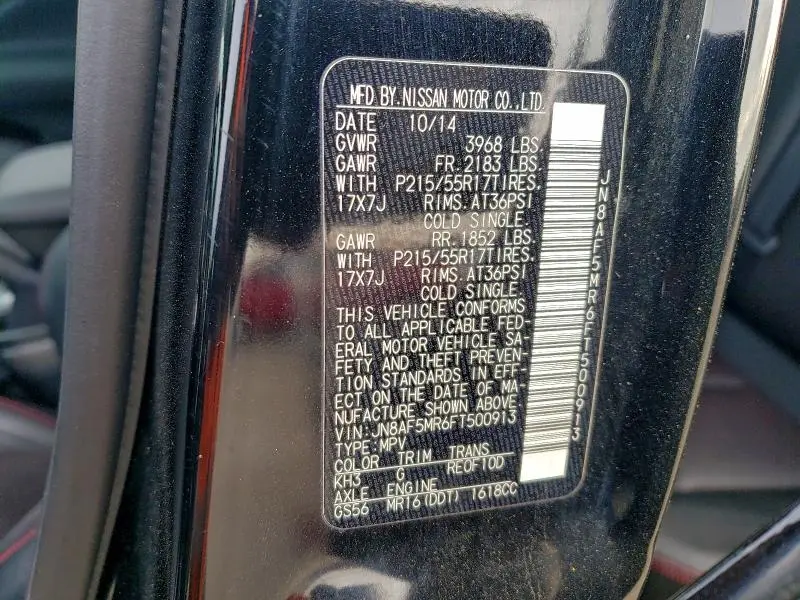 MFD BY.NISSAN MOTOR CO.,LTD.
DATE 10/14
GVWR 3968 LBS.
GAWR FR.2183 LBS.
WITH P215/55R17TIRES.
17X7J RIMS.AT36PSI
COLD SINGLE.
GAWR RR.1852 LBS.
WITH P215/55R17TIRES.
17X7J RIMS.AT36PSI
COLD SINGLE.
THIS VEHICLE CONFORMS
TO ALL APPLICABLE FED-
ERAL MOTOR VEHICLE SA-
FETY AND THEFT PREVEN-
TION STANDARDS IN EFF-
ECT ON THE DATE OF MA-
NUFACTURE SHOWN ABOVE
VIN:JN8AF5MR6FT500913
TYPE:MPV
COLOR TRIM TRANS
KH3 G RE0F10D
AXLE ENGINE
GS56 MR16(DDT) 1618CC
JN8AF5MR6FT500913